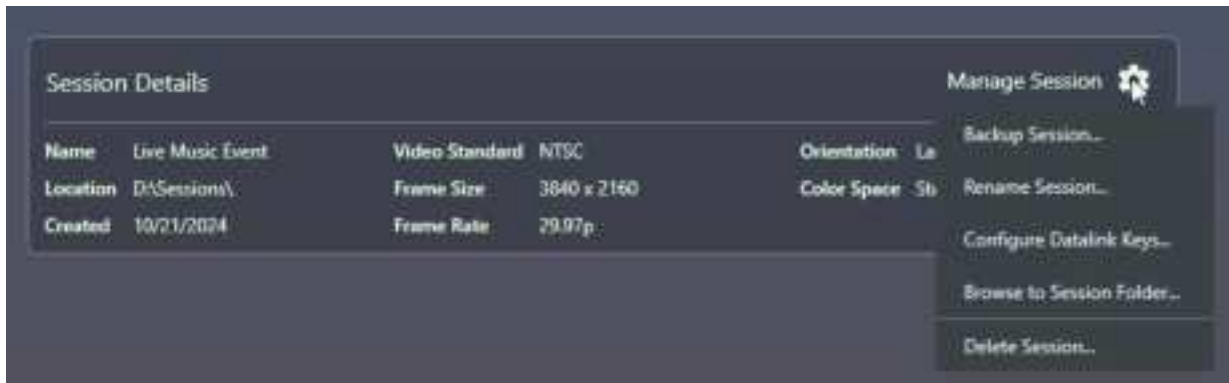 Session Details Manage Session
Name Live Music Event Video Standard NTSC Orientation La
Location D:\Sessions\ Frame Size 3840 x 2160 Color Space St
Created 10/21/2024 Frame Rate 29.97p
Backup Session...
Rename Session...
Configure Datalink Keys...
Browse to Session Folder...
Delete Session...